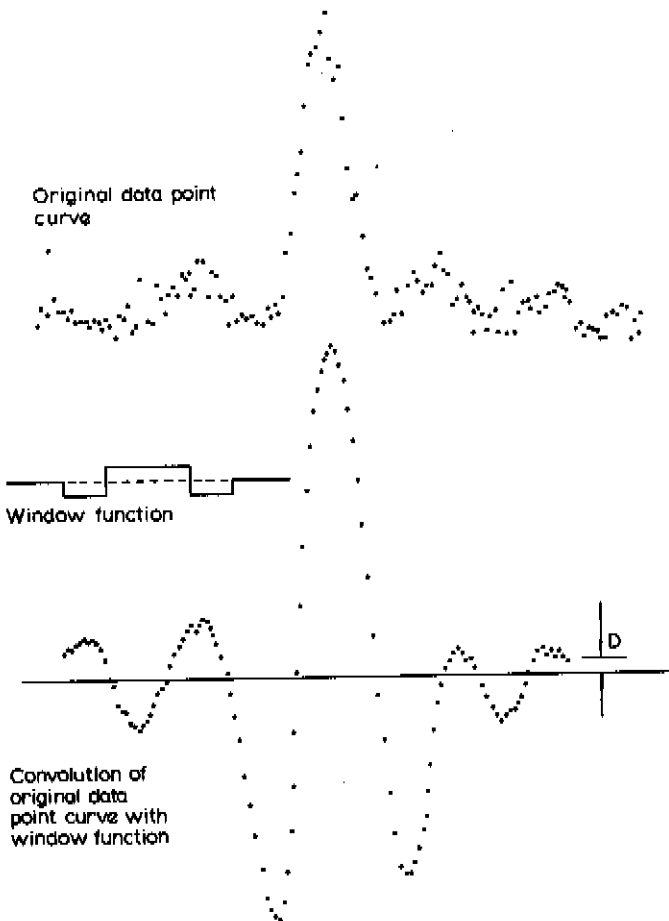 Original data point
curve
Window function
D
Convolution of
original data
point curve with
window function